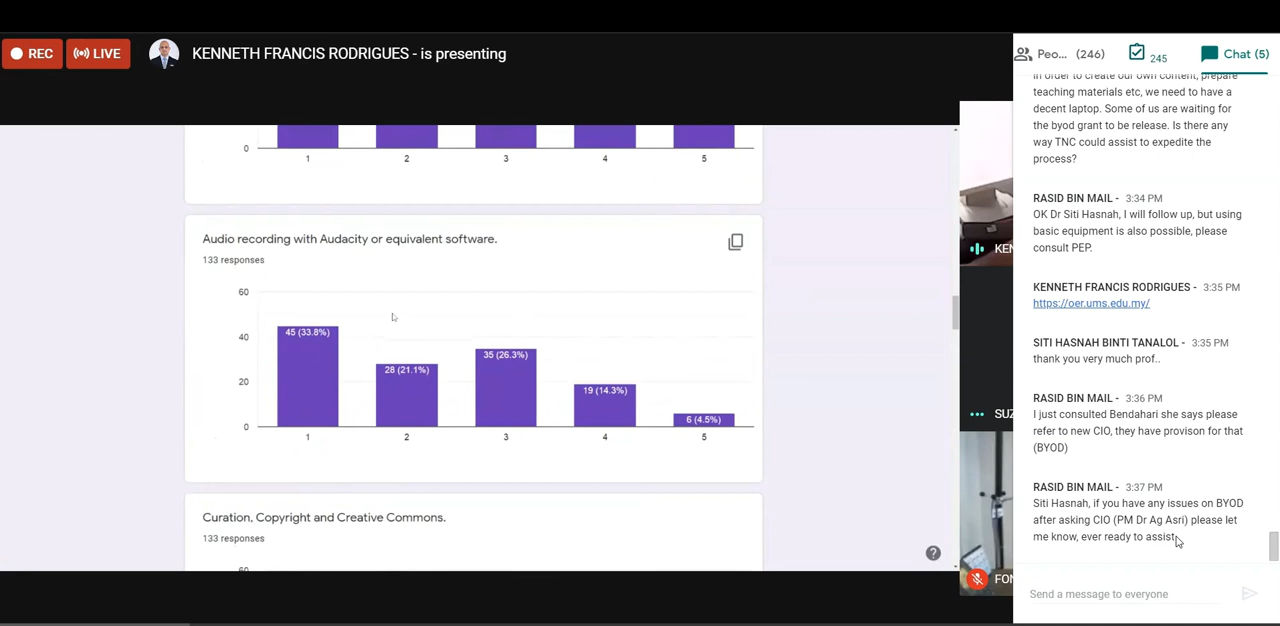 REC
LIVE
KENNETH FRANCIS RODRIGUES - is presenting
Peo... (246)
245
Chat (5)
0
1 2 3 4 5
Audio recording with Audacity or equivalent software.
133 responses
60
40
20
0
45 (33.8%)
28 (21.1%)
35 (26.3%)
19 (14.3%)
6 (4.5%)
1 2 3 4 5
Curation, Copyright and Creative Commons.
133 responses
60
KEN
SUZ
FON
In order to create our own content, prepare
teaching materials etc, we need to have a
decent laptop. Some of us are waiting for
the byod grant to be release. Is there any
way TNC could assist to expedite the
process?
RASID BIN MAIL - 3:34 PM
OK Dr Siti Hasnah, I will follow up, but using
basic equipment is also possible, please
consult PEP.
KENNETH FRANCIS RODRIGUES - 3:35 PM
https://oer.ums.edu.my/
SITI HASNAH BINTI TANALOL - 3:35 PM
thank you very much prof..
RASID BIN MAIL - 3:36 PM
I just consulted Bendahari she says please
refer to new CIO, they have provison for that
(BYOD)
RASID BIN MAIL - 3:37 PM
Siti Hasnah, if you have any issues on BYOD
after asking CIO (PM Dr Ag Asri) please let
me know, ever ready to assist.
Send a message to everyone